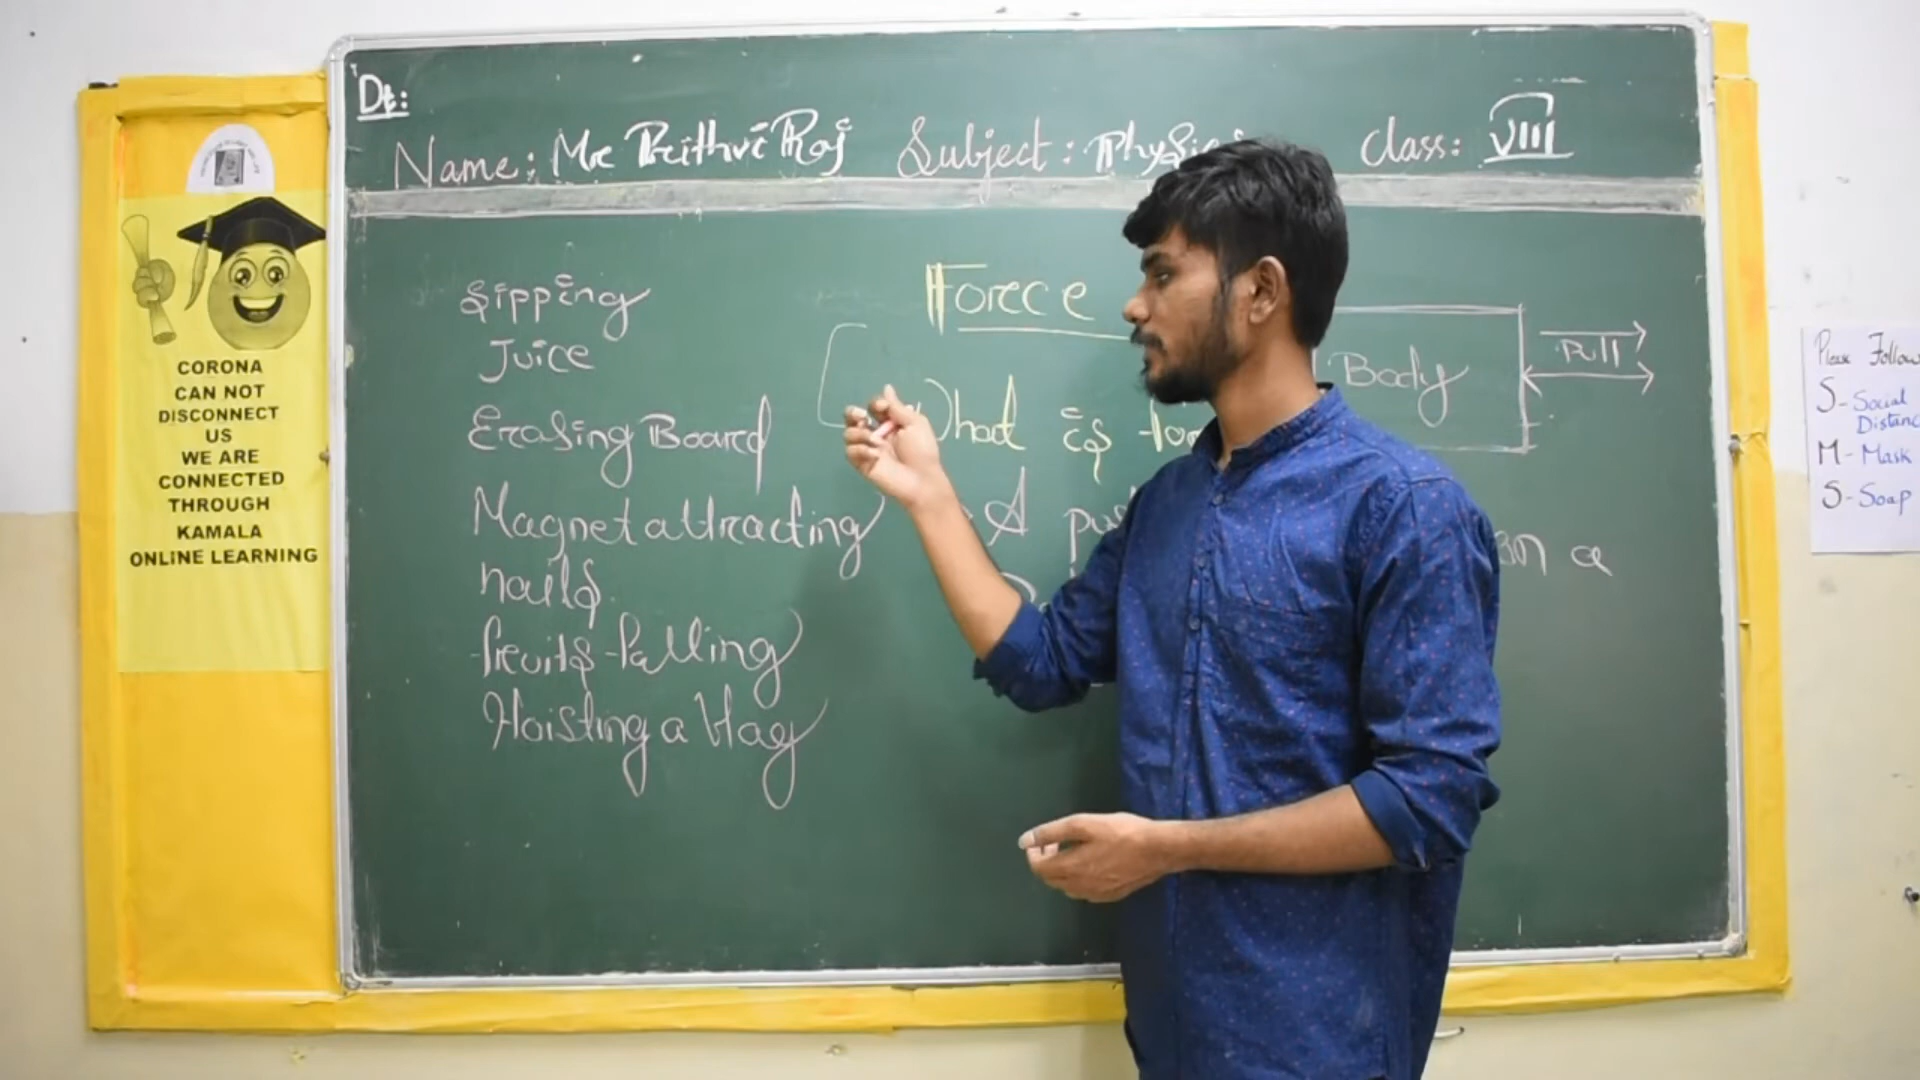 Dt:
Name: Mr Prithvi Raj Subject: Physics Class: VIII
Sipping
Juice
Erasing Board
Magnet attracting
nails
fruits falling
Hoisting a flag
Force
What is for
A pu
on a
Body
Pull
CORONA
CAN NOT
DISCONNECT
US
WE ARE
CONNECTED
THROUGH
KAMALA
ONLINE LEARNING
Please Follow
S- Social
Distanc
M- Mask
S- Soap